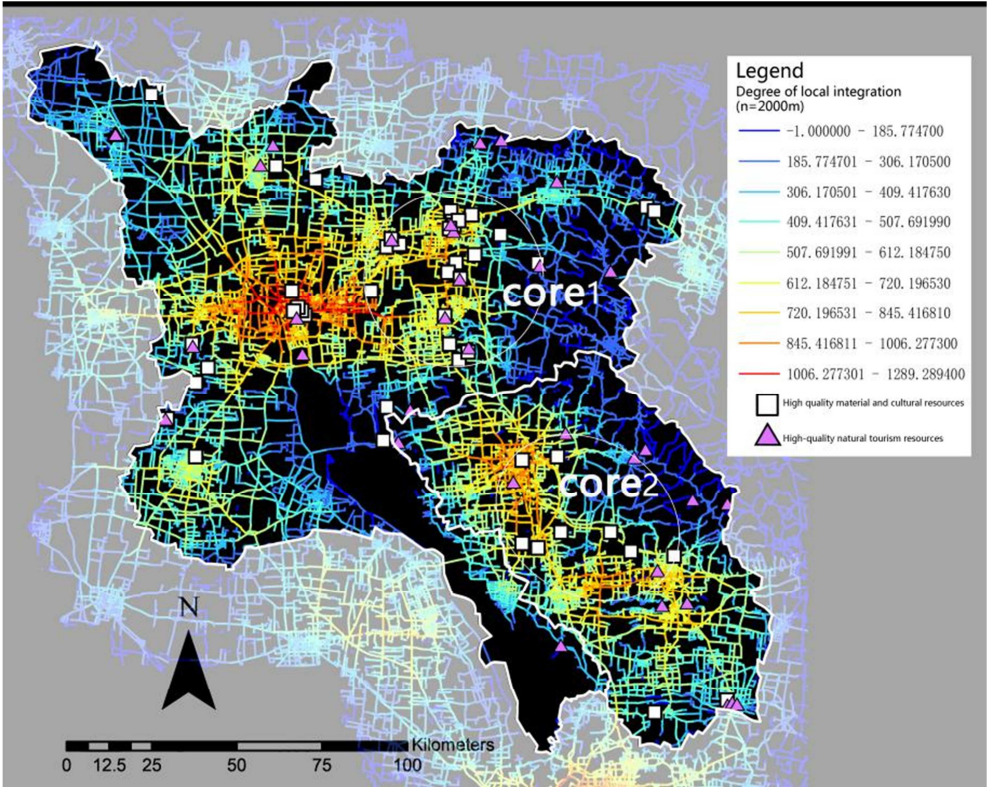 Legend
Degree of local integration
(n=2000m)
-1.000000 - 185.774700
185.774701 - 306.170500
306.170501 - 409.417630
409.417631 - 507.691990
507.691991 - 612.184750
612.184751 - 720.196530
720.196531 - 845.416810
845.416811 - 1006.277300
1006.277301 - 1289.289400
High quality material and cultural resources
High-quality natural tourism resources
core1
core2
N
Kilometers
0 12.5 25 50 75 100